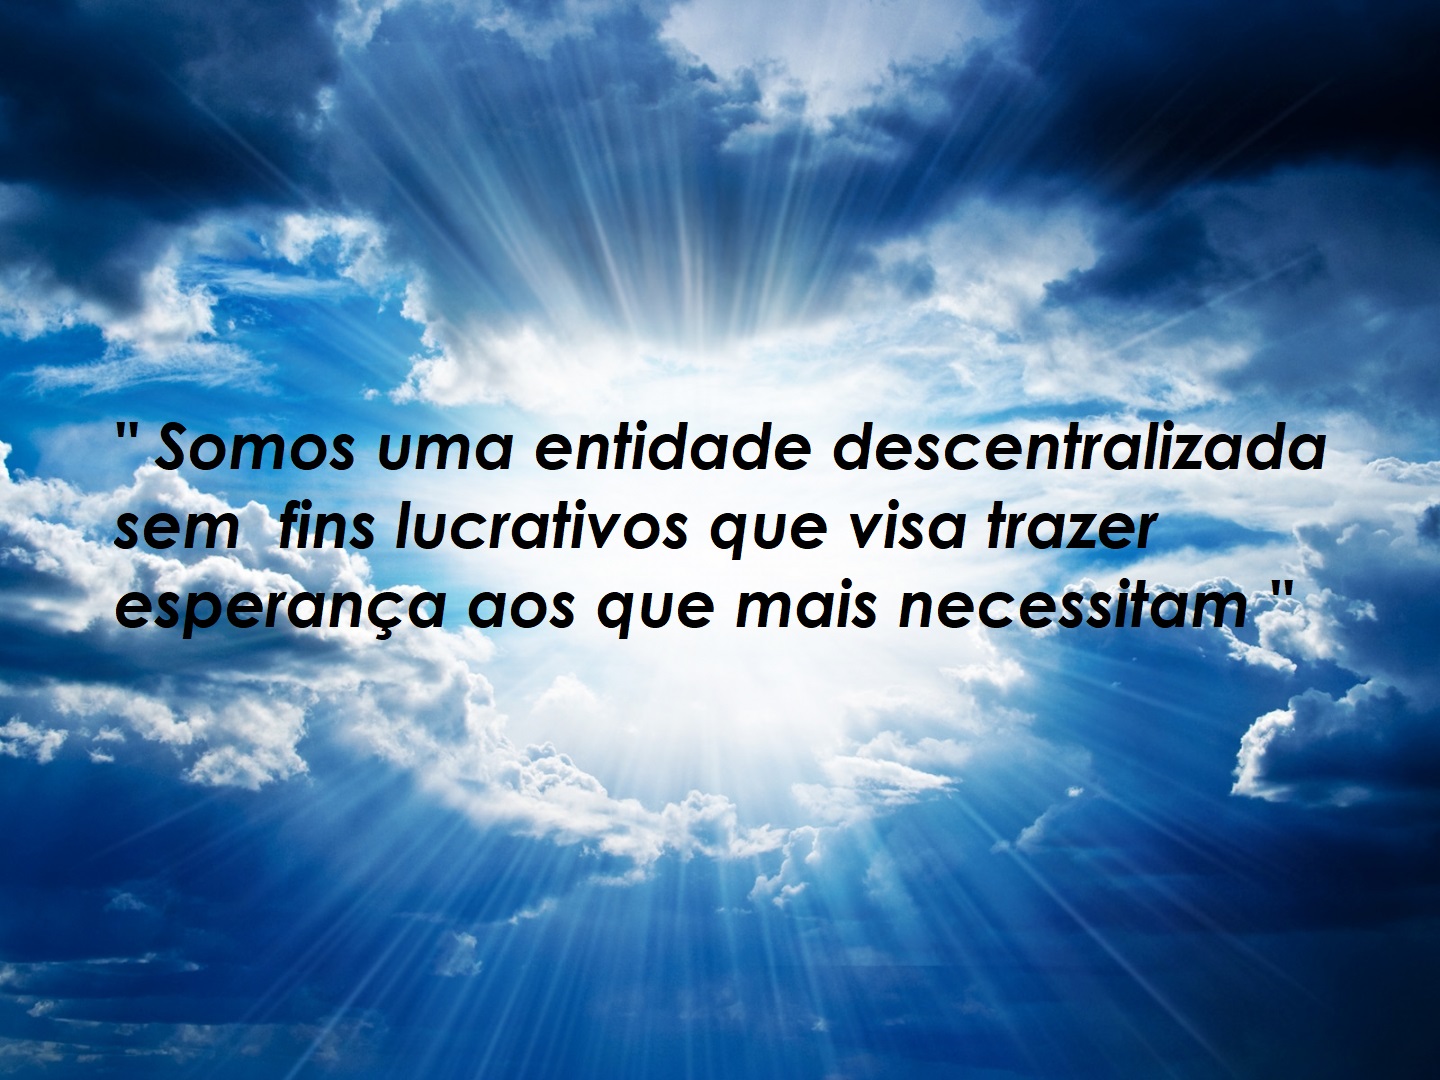 " Somos uma entidade descentralizada
sem  fins lucrativos que visa trazer
esperança aos que mais necessitam "